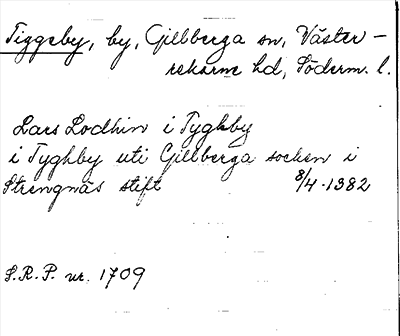 Tiggeby, by, Gillberga sn, Väster-
rekarne hd, Söderm. l.
Lars Lodhin i Tyghby
i Tyghby uti Gillberga socken i
Strengnäs stift 8/4-1382
S.R.P. nr. 1709